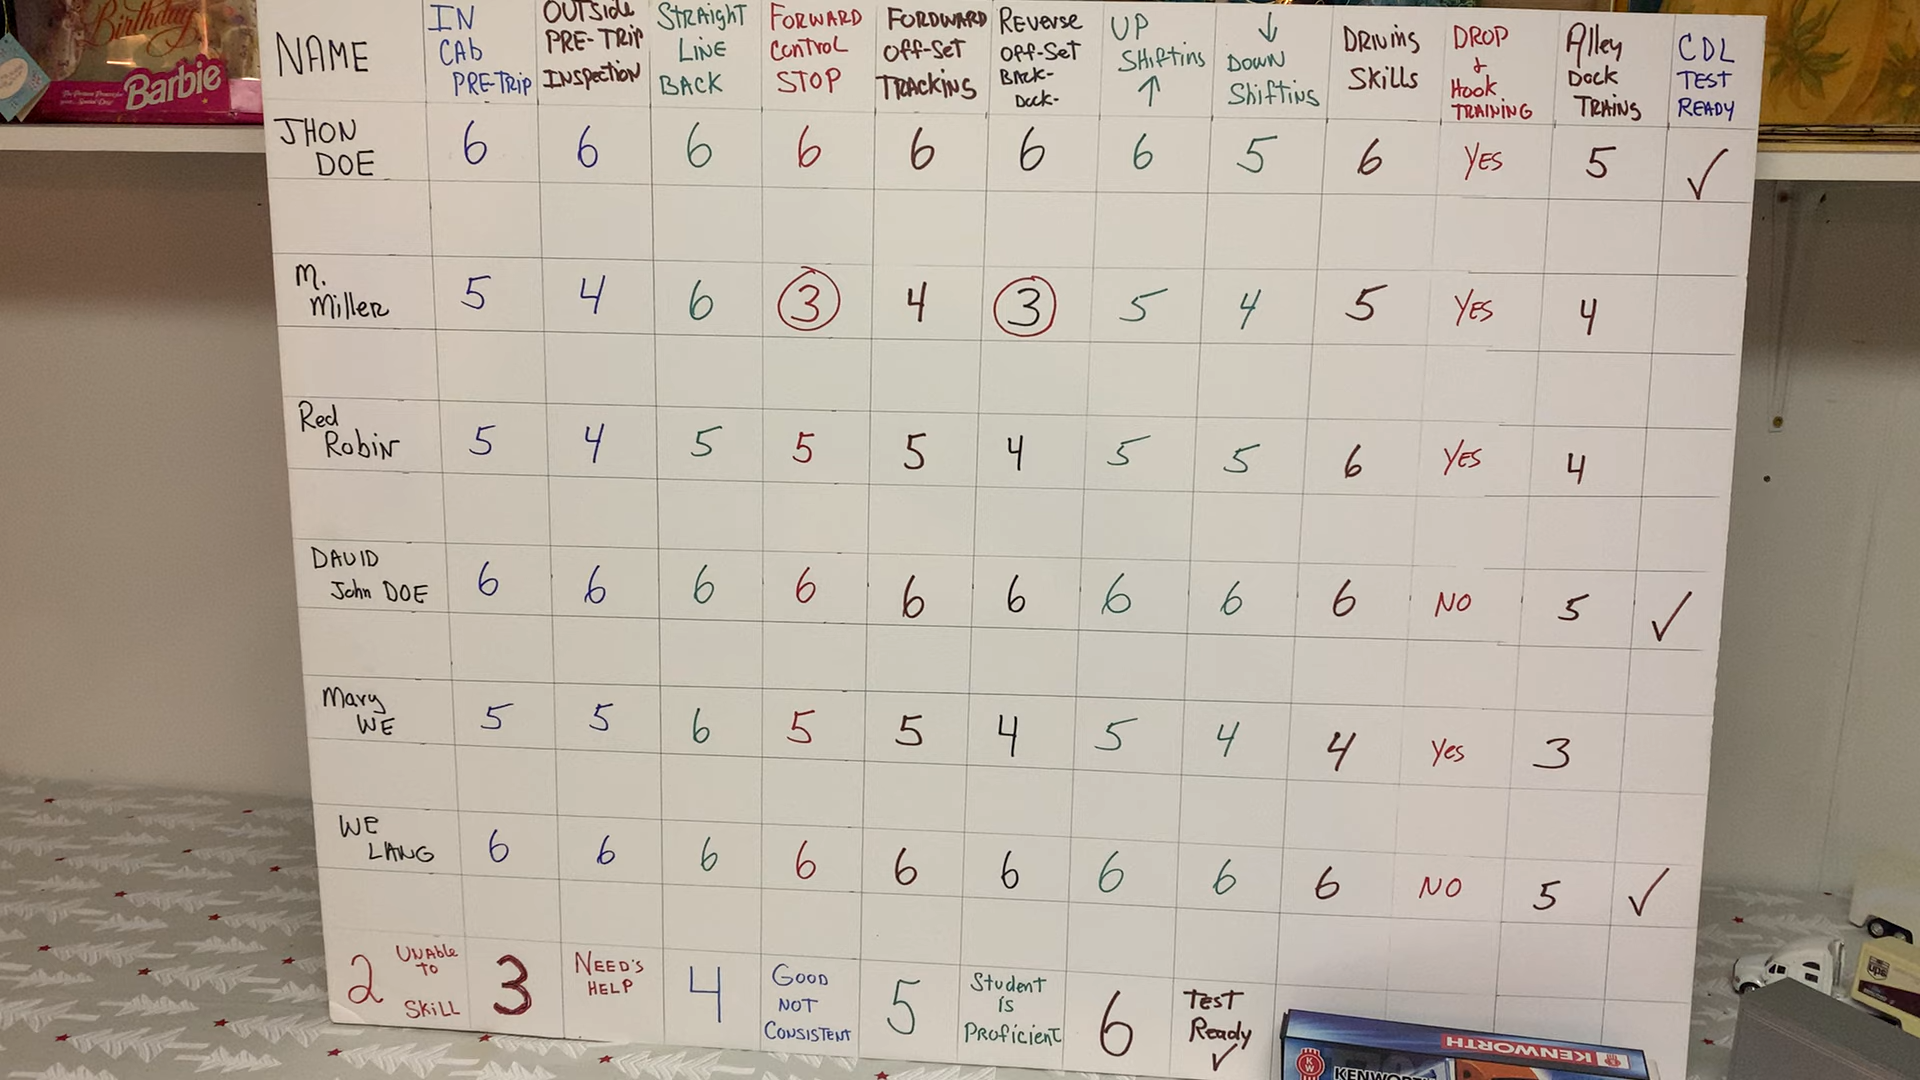 Birthday
Barbie
NAME
IN
CAb
PRE-TRIP
OUTSide
PRE-TRIP
INSPECTION
STRAIGHT
LINE
BACK
FORWARD
CONTROL
STOP
FORDWARD
OFF-SET
TRACKING
REVERSE
OFF-SET
BACK-
DOCK-
UP
Shifting
↑
↓
DOWN
Shifting
DRIVING
SKILLS
DROP
&
HOOK
TRAINING
Alley
Dock
TRAINS
CDL
TEST
READY
JHON
DOE
6 6 6 6 6 6 6 5 6 YES 5 ✓
M.
Miller
5 4 6 3 4 3 5 4 5 YES 4
Red
Robin
5 4 5 5 5 4 5 5 6 YES 4
DAVID
John DOE
6 6 6 6 6 6 6 6 6 NO 5 ✓
Mary
WE
5 5 6 5 5 4 5 4 4 Yes 3
WE
LANG
6 6 6 6 6 6 6 6 6 NO 5 ✓
2 UNAble
to
SKILL
3 NEED'S
HELP
4 GOOD
NOT
CONSISTENT
5 Student
is
Proficient
6 TEST
Ready
✓
KENWORTH
KW
KENWORTH
ups